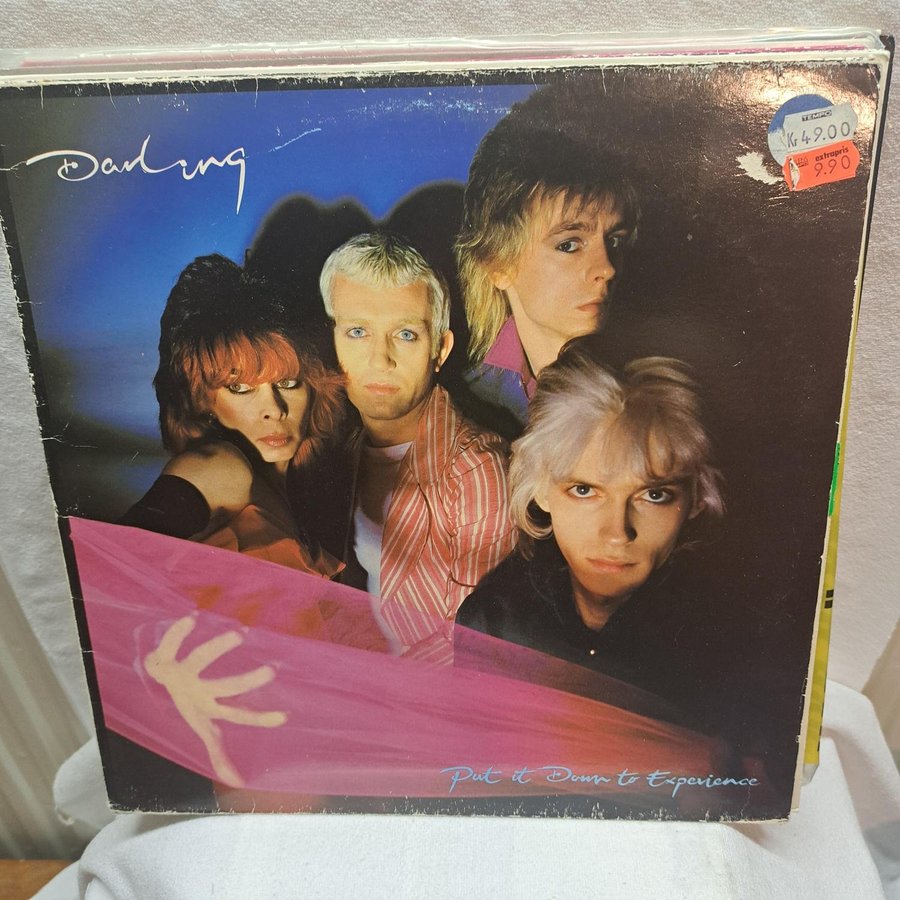 Darling
TEMPO
Kr 49.00
extrapris
9.90
Put it Down to Experience